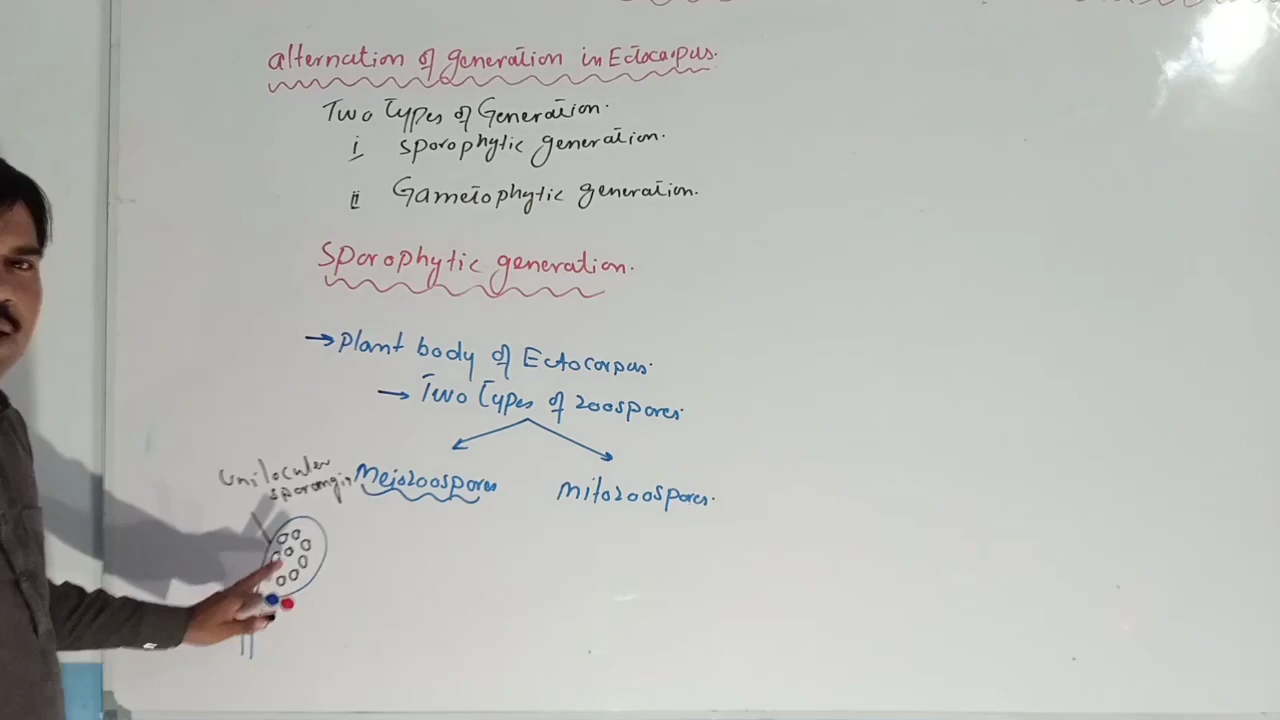 alternation of generation in Ectocarpus.
Two Types of Generation.
i sporophytic generation.
ii Gametophytic generation.
Sporophytic generation.
→ Plant body of Ectocarpus.
→ Two Types of zoospores.
unilocular
sporangia
Meiozoospores
mitozoospores.